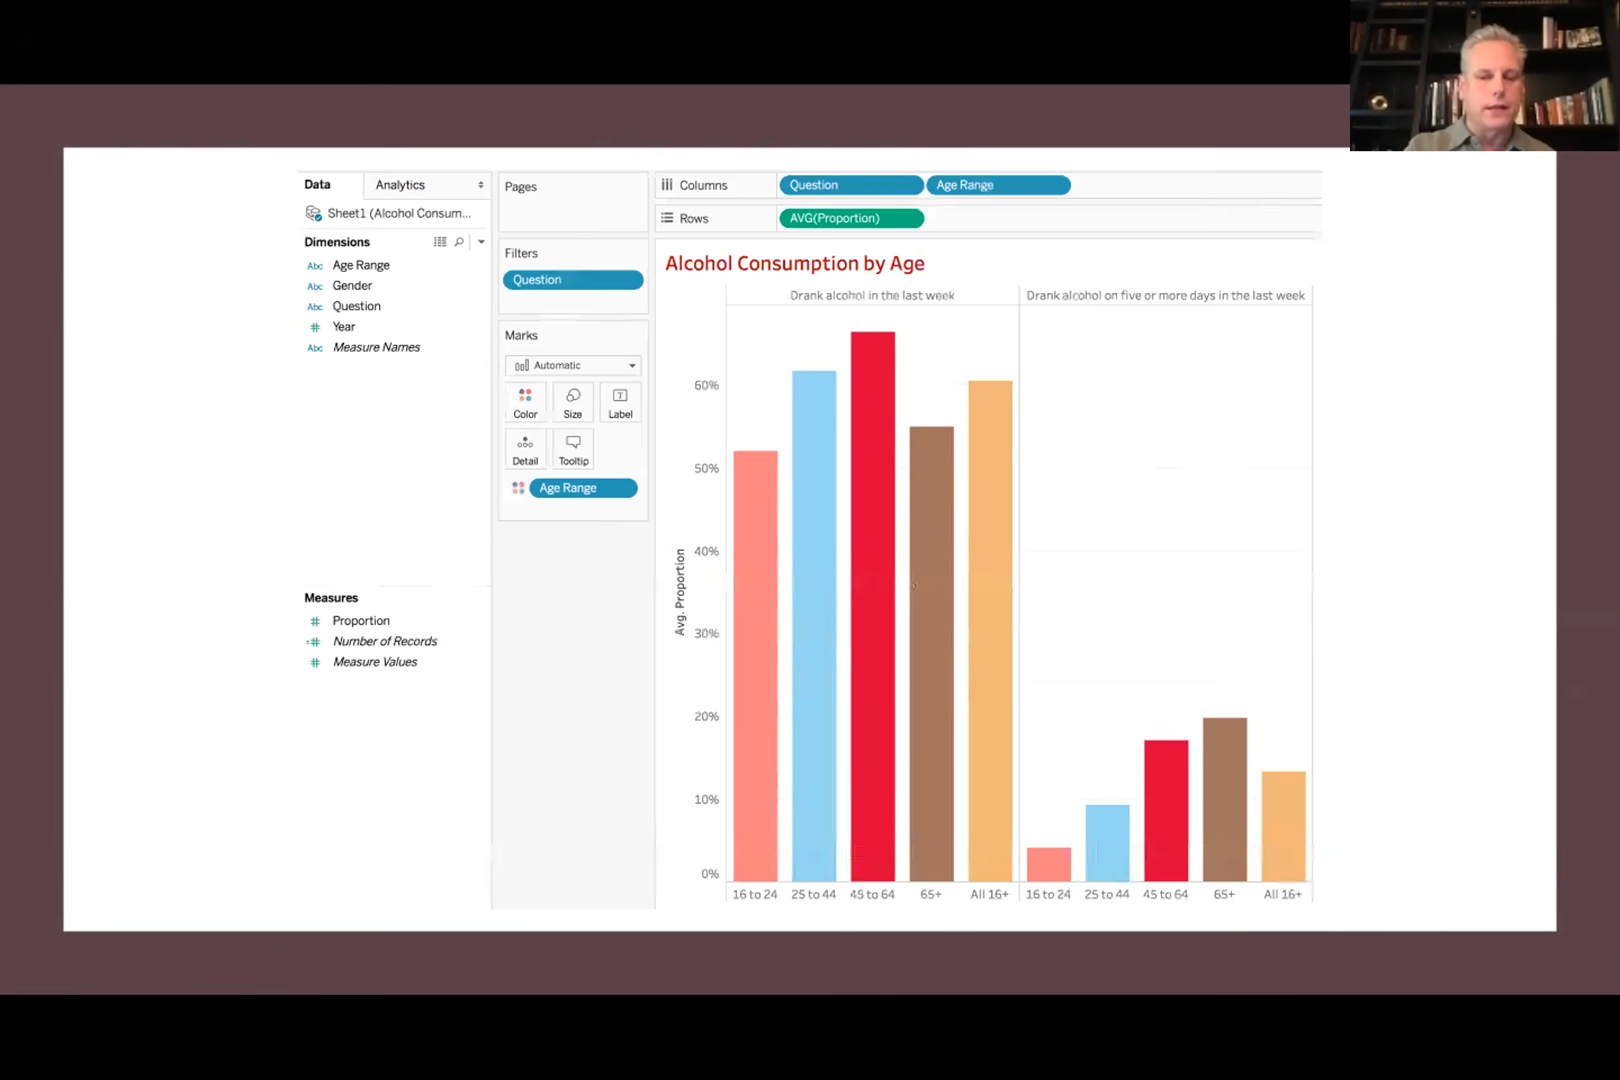 Data
Analytics
Sheet1 (Alcohol Consum...
Dimensions
Abc Age Range
Abc Gender
Abc Question
# Year
Abc Measure Names
Measures
# Proportion
=# Number of Records
# Measure Values
Pages
Filters
Question
Marks
Automatic
Color
Size
T
Label
Detail
Tooltip
Age Range
Columns
Question
Age Range
Rows
AVG(Proportion)
Alcohol Consumption by Age
Drank alcohol in the last week
Drank alcohol on five or more days in the last week
Avg. Proportion
60%
50%
40%
30%
20%
10%
0%
16 to 24
25 to 44
45 to 64
65+
All 16+
16 to 24
25 to 44
45 to 64
65+
All 16+